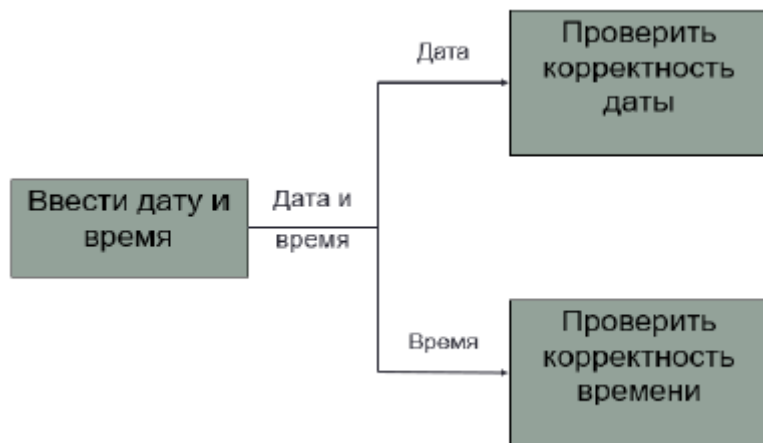 Дата
Проверить
корректность
даты
Ввести дату и
время
Дата и
время
Время
Проверить
корректность
времени